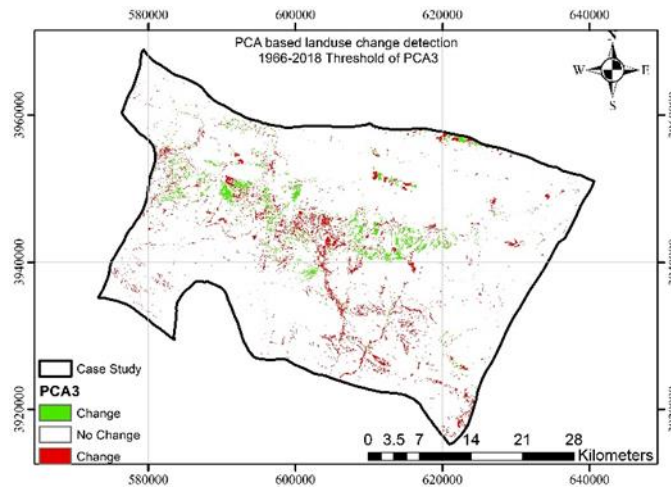 580000 600000 620000 640000
PCA based landuse change detection
1966-2018 Threshold of PCA3
N
W E
S
3960000
3940000
3920000
Case Study
PCA3
Change
No Change
Change
0 3.5 7 14 21 28
Kilometers
580000 600000 620000 640000